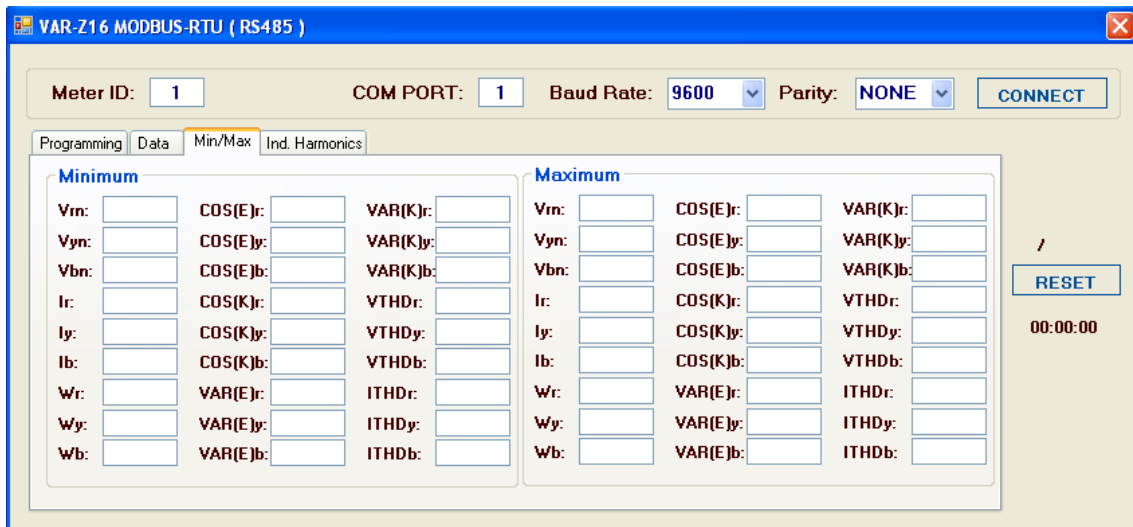 VAR-Z16 MODBUS-RTU ( RS485 )
Meter ID: 1 COM PORT: 1 Baud Rate: 9600 Parity: NONE CONNECT
Programming Data Min/Max Ind. Harmonics
Minimum Maximum
Vrn: COS(E)r: VAR(K)r: Vrn: COS(E)r: VAR(K)r:
Vyn: COS(E)y: VAR(K)y: Vyn: COS(E)y: VAR(K)y:
/
Vbn: COS(E)b: VAR(K)b: Vbn: COS(E)b: VAR(K)b:
RESET
Ir: COS(K)r: VTHDr: Ir: COS(K)r: VTHDr:
Iy: COS(K)y: VTHDy: Iy: COS(K)y: VTHDy: 00:00:00
Ib: COS(K)b: VTHDb: Ib: COS(K)b: VTHDb:
Wr: VAR(E)r: ITHDr: Wr: VAR(E)r: ITHDr:
Wy: VAR(E)y: ITHDy: Wy: VAR(E)y: ITHDy:
Wb: VAR(E)b: ITHDb: Wb: VAR(E)b: ITHDb: